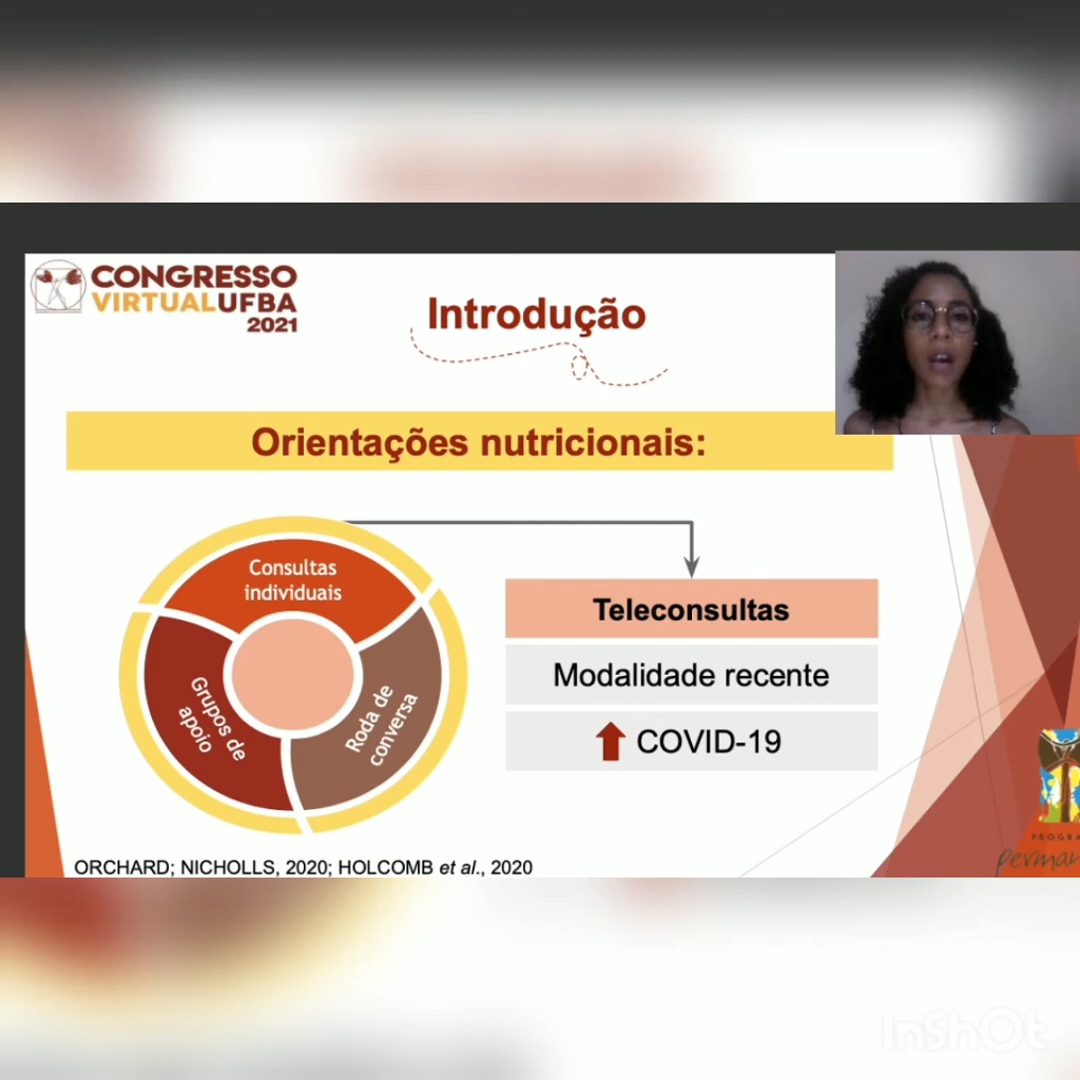 CONGRESSO
VIRTUALUFBA
2021
Introdução
Orientações nutricionais:
Consultas
individuais
Grupos de
apoio
Roda de
conversa
Teleconsultas
Modalidade recente
COVID-19
ORCHARD; NICHOLLS, 2020; HOLCOMB et al., 2020
InShOt